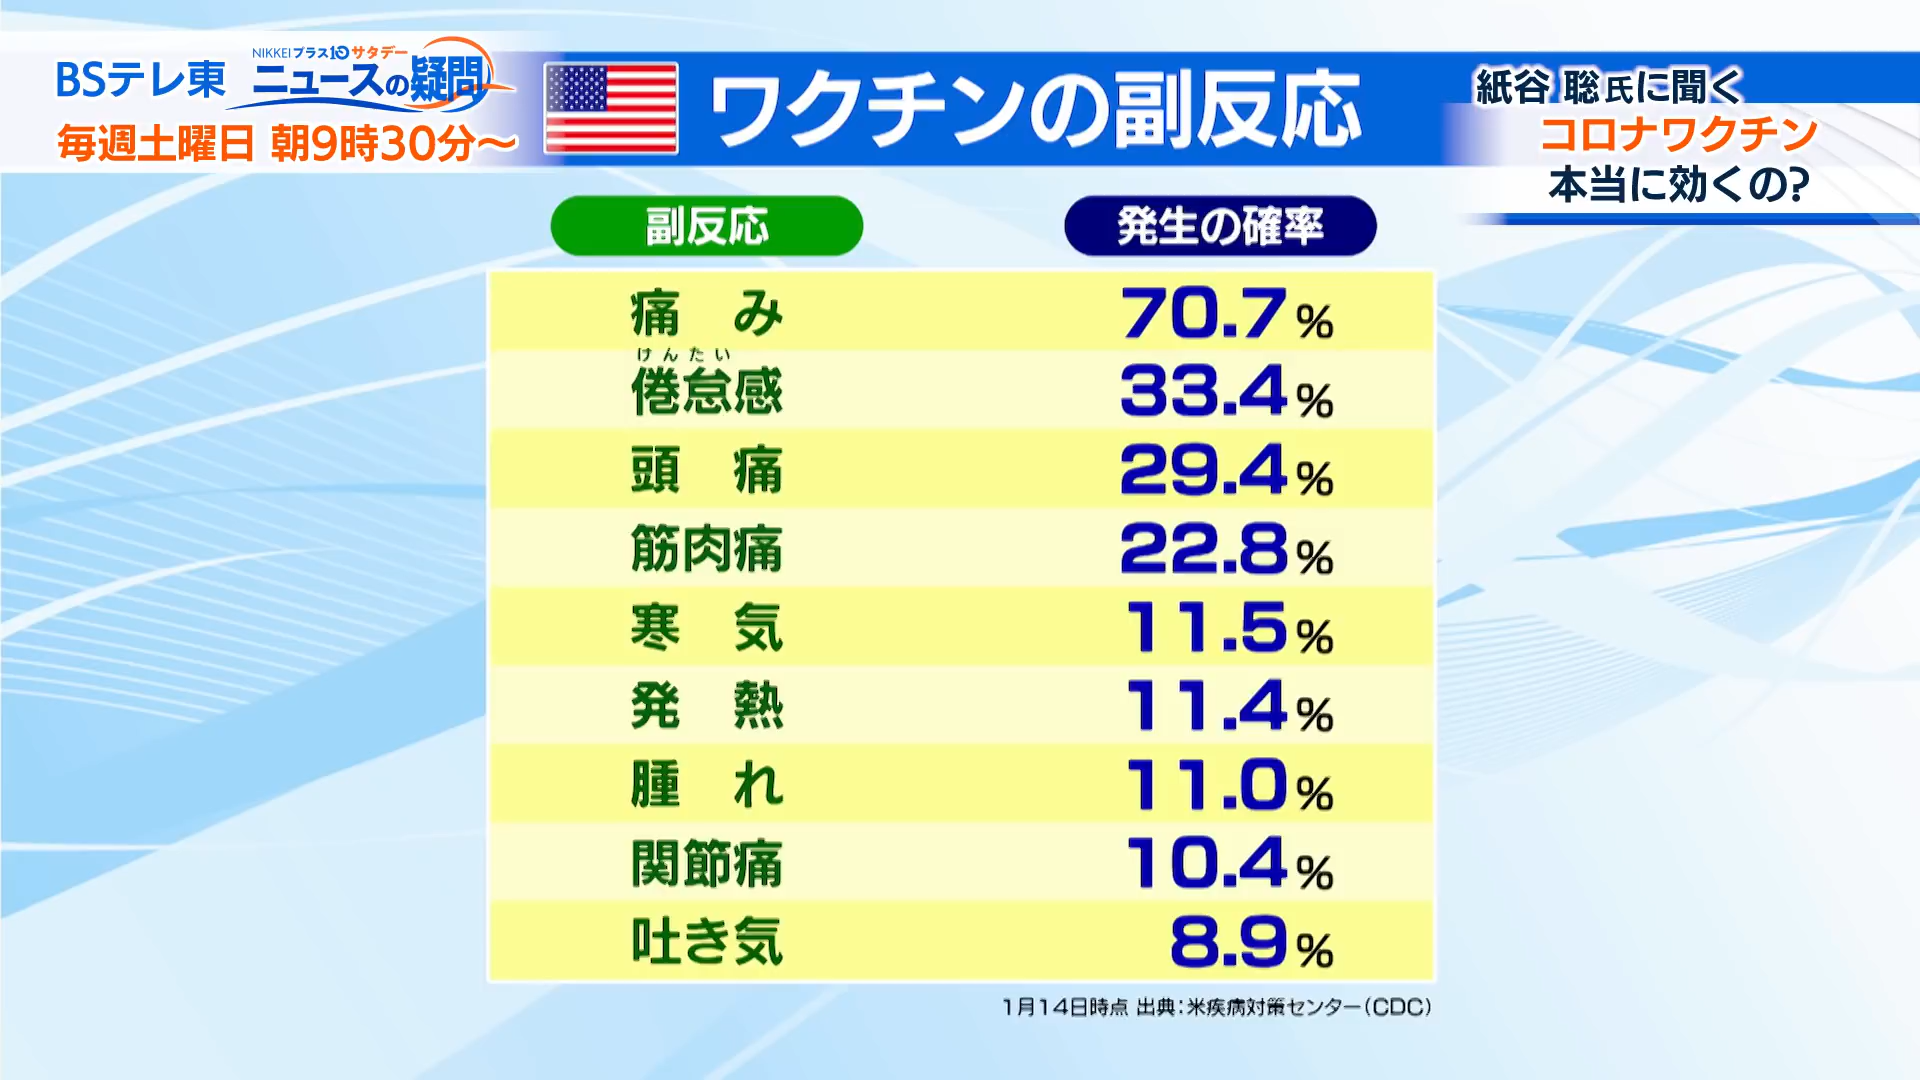 BSテレ東
NIKKEIプラス10サタデー
ニュースの疑問
毎週土曜日 朝9時30分～
ワクチンの副反応
紙谷 聡氏に聞く
コロナワクチン
本当に効くの?
副反応 発生の確率
痛み 70.7%
けんたい
倦怠感 33.4%
頭痛 29.4%
筋肉痛 22.8%
寒気 11.5%
発熱 11.4%
腫れ 11.0%
関節痛 10.4%
吐き気 8.9%
1月14日時点 出典:米疾病対策センター(CDC)